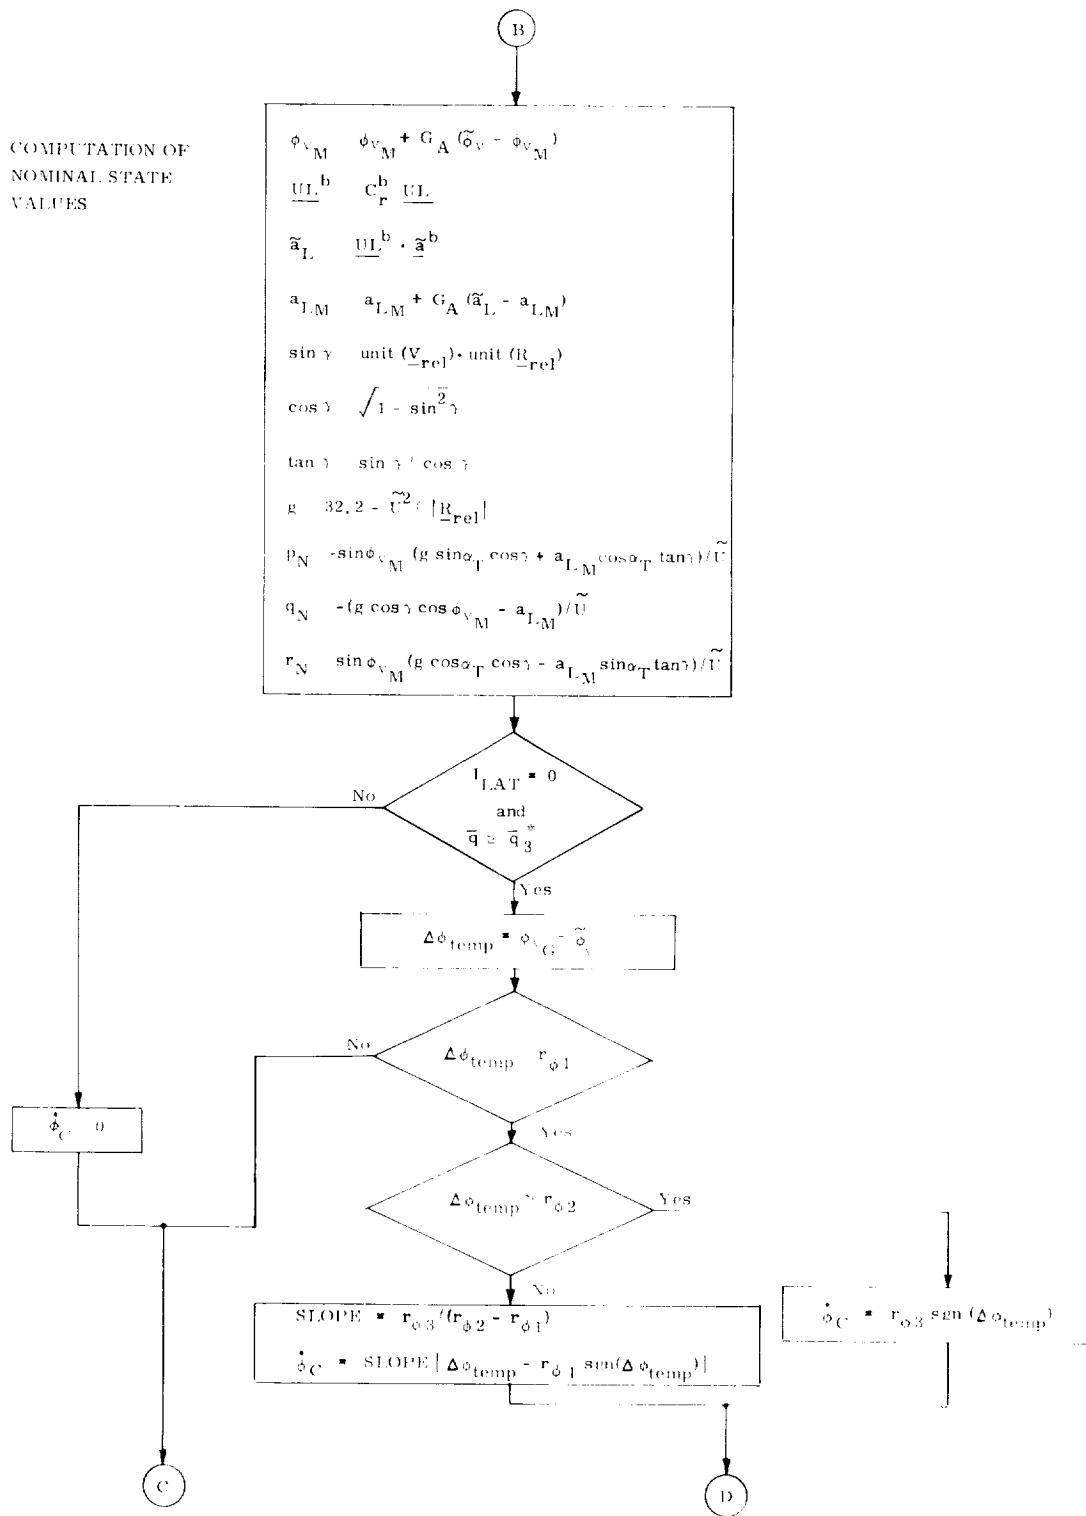 B
COMPUTATION OF
NOMINAL STATE
VALUES
ϕ_vM   ϕ_vM + G_A (ϕ̃_v - ϕ_vM)
UL^b   C_r^b UL
ã_L   UL^b · ã^b
a_LM   a_LM + G_A (ã_L - a_LM)
sin γ   unit (V_rel) · unit (R_rel)
cos γ   √1 - sin² γ
tan γ   sin γ / cos γ
g   32.2 - Ũ² / |R_rel|
p_N   -sinϕ_vM (g sinα_T cosγ + a_LM cosα_T tanγ)/Ũ
q_N   -(g cos γ cos ϕ_vM - a_LM)/Ũ
r_N   sin ϕ_vM (g cosα_T cosγ - a_LM sinα_T tanγ)/Ũ
I_LAT = 0
No
and
q̄ ≥ q̄_3*
Yes
Δϕ_temp = ϕ_vG - ϕ̃_v
No
Δϕ_temp   r_ϕ1
ϕ̇_C   0
Yes
Δϕ_temp > r_ϕ2
Yes
No
SLOPE = r_ϕ3/(r_ϕ2 - r_ϕ1)
ϕ̇_C = r_ϕ3 sgn (Δϕ_temp)
ϕ̇_C = SLOPE [Δϕ_temp - r_ϕ1 sgn(Δϕ_temp)]
C
D